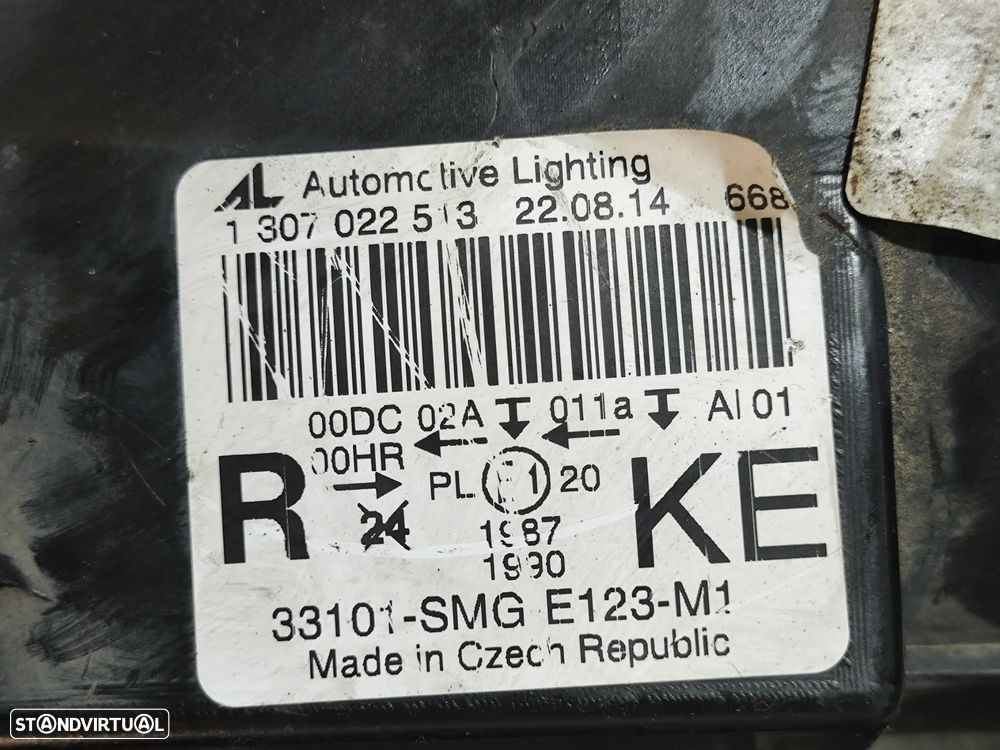 AL Automotive Lighting
1 307 022 513 22.08.14 668
00DC 02A 011a AI 01
00HR
R PL E1 20 KE
24 1987
1990
33101-SMG E123-M1
Made in Czech Republic
STANDVIRTUAL